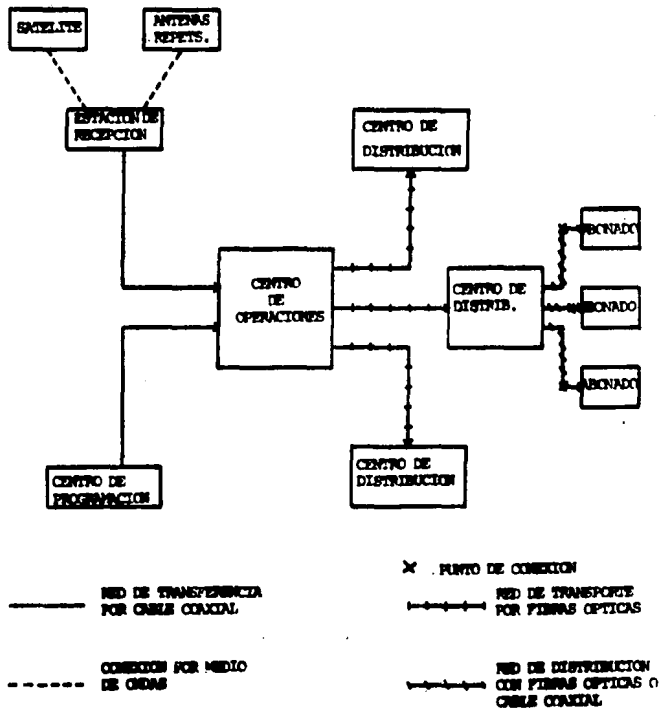 SATELITE
ANTENAS
REPETS.
ESTACION DE
RECEPCION
CENTRO DE
DISTRIBUCION
ABONADO
CENTRO
DE
OPERACIONES
CENTRO DE
DISTRIB.
ABONADO
ABONADO
CENTRO DE
PROGRAMACION
CENTRO DE
DISTRIBUCION
X PUNTO DE CONEXION
RED DE TRANSFERENCIA
POR CABLE COAXIAL
RED DE TRANSPORTE
POR FIBRAS OPTICAS
CONEXION POR MEDIO
DE ONDAS
RED DE DISTRIBUCION
CON FIBRAS OPTICAS O
CABLE COAXIAL